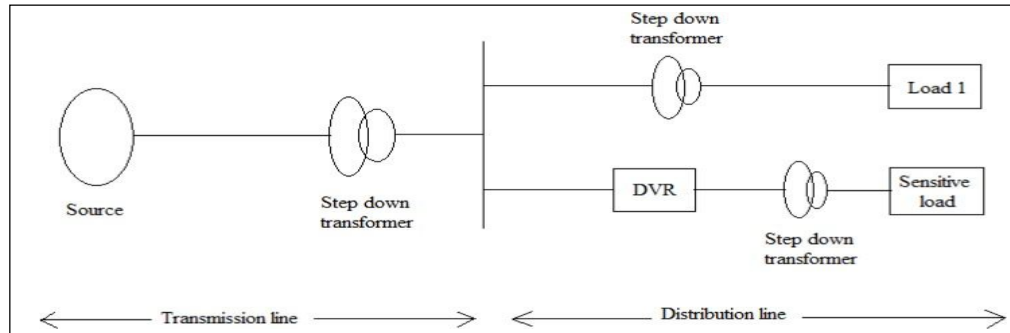 Step down
transformer
Load 1
Source
Step down
transformer
DVR
Sensitive
load
Step down
transformer
Transmission line
Distribution line